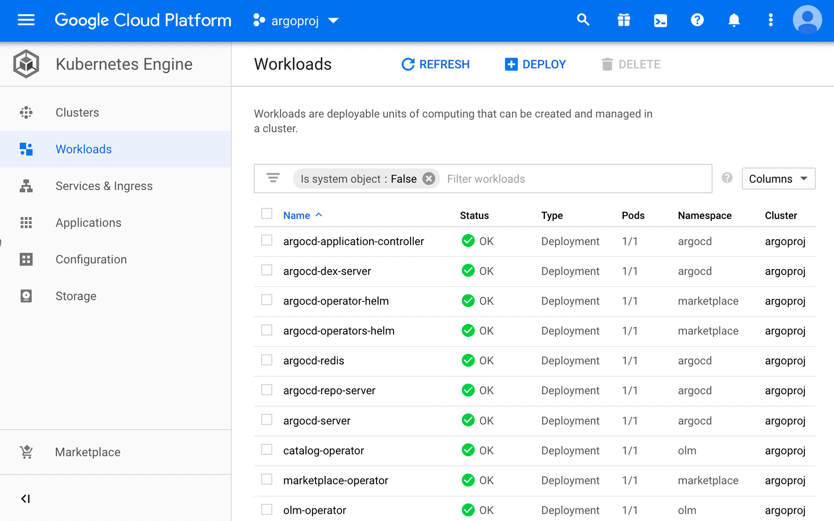 Google Cloud Platform argoproj
Kubernetes Engine
Clusters
Workloads
Services & Ingress
Applications
Configuration
Storage
Marketplace
Workloads REFRESH DEPLOY DELETE
Workloads are deployable units of computing that can be created and managed in
a cluster.
Is system object : False Filter workloads Columns
Name Status Type Pods Namespace Cluster
argocd-application-controller OK Deployment 1/1 argocd argoproj
argocd-dex-server OK Deployment 1/1 argocd argoproj
argocd-operator-helm OK Deployment 1/1 marketplace argoproj
argocd-operators-helm OK Deployment 1/1 marketplace argoproj
argocd-redis OK Deployment 1/1 argocd argoproj
argocd-repo-server OK Deployment 1/1 argocd argoproj
argocd-server OK Deployment 1/1 argocd argoproj
catalog-operator OK Deployment 1/1 olm argoproj
marketplace-operator OK Deployment 1/1 marketplace argoproj
olm-operator OK Deployment 1/1 olm argoproj